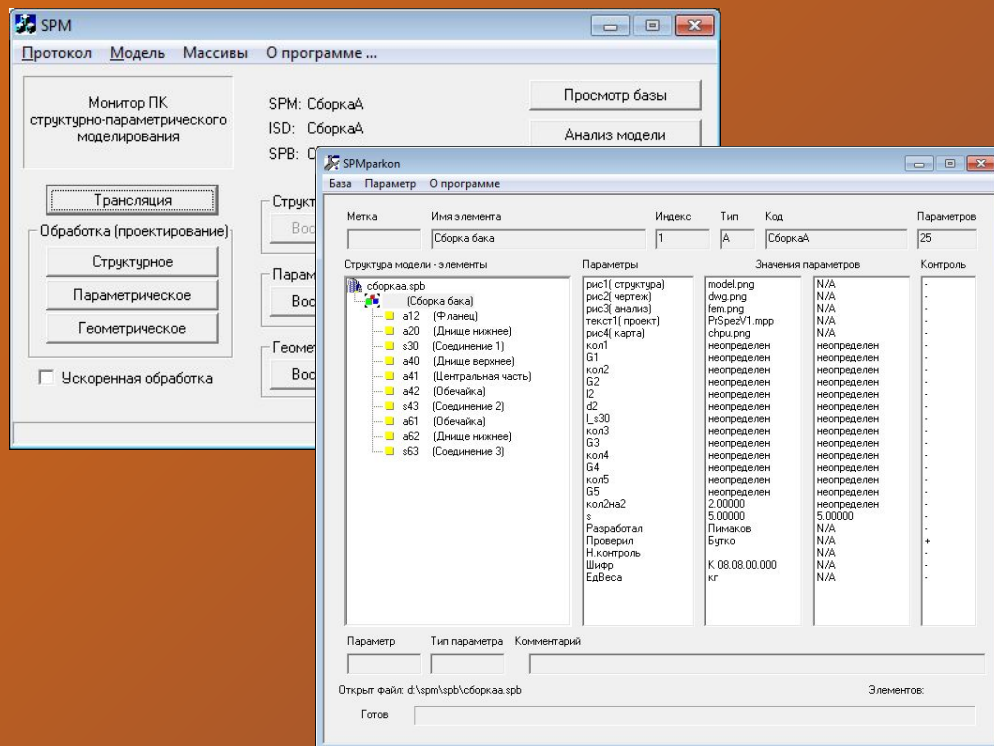 SPM
Протокол Модель Массивы О программе ...
Монитор ПК
структурно-параметрического
моделирования
SPM: СборкаА
ISD: СборкаА
SPB:
Просмотр базы
Анализ модели
Трансляция
Обработка (проектирование)
Структурное
Параметрическое
Геометрическое
Ускоренная обработка
SPMparkon
База Параметр О программе
Метка Имя элемента Индекс Тип Код Параметров
Сборка бака 1 А СборкаА 25
Структура модели - элементы Параметры Значения параметров Контроль
сборкаа.spb рис1( структура) model.png N/A -
(Сборка бака) рис2( чертеж) dwg.png N/A -
a12 (Фланец) рис3( анализ) fem.png N/A -
a20 (Днище нижнее) текст1( проект) PrSpezV1.mpp N/A -
s30 (Соединение 1) рис4( карта) chpu.png N/A -
a40 (Днище верхнее) кол1 неопределен неопределен -
a41 (Центральная часть) G1 неопределен неопределен -
a42 (Обечайка) кол2 неопределен неопределен -
s43 (Соединение 2) G2 неопределен неопределен -
a61 (Обечайка) l2 неопределен неопределен -
a62 (Днище нижнее) d2 неопределен неопределен -
s63 (Соединение 3) l_s30 неопределен неопределен -
кол3 неопределен неопределен -
G3 неопределен неопределен -
кол4 неопределен неопределен -
G4 неопределен неопределен -
кол5 неопределен неопределен -
G5 неопределен неопределен -
кол2на2 2.00000 неопределен -
s 5.00000 5.00000 -
Разработал Пимаков N/A -
Проверил Бутко N/A +
Н.контроль N/A -
Шифр К 08.08.00.000 N/A -
ЕдВеса кг N/A -
Параметр Тип параметра Комментарий
Открыт файл: d:\spm\spb\сборкаа.spb Элементов:
Готов